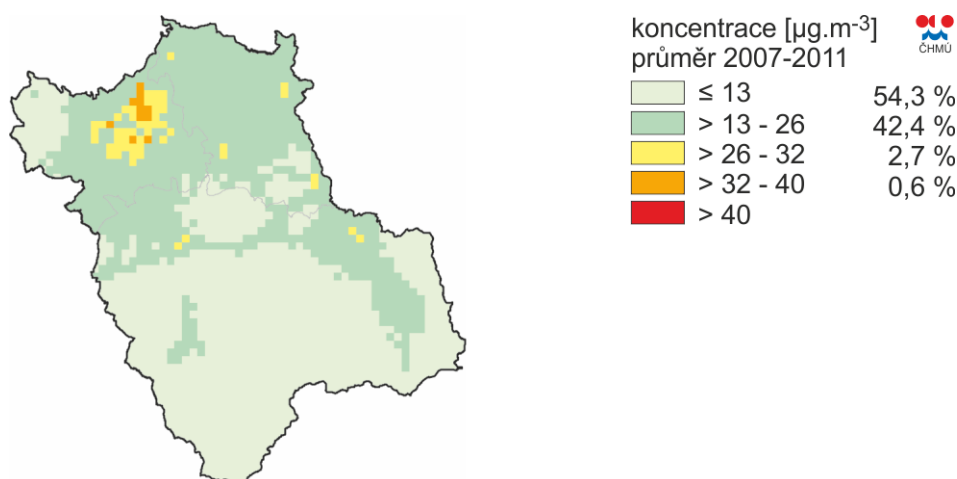 koncentrace [µg.m-3]
průměr 2007-2011
ČHMÚ
≤ 13 54,3 %
> 13 - 26 42,4 %
> 26 - 32 2,7 %
> 32 - 40 0,6 %
> 40